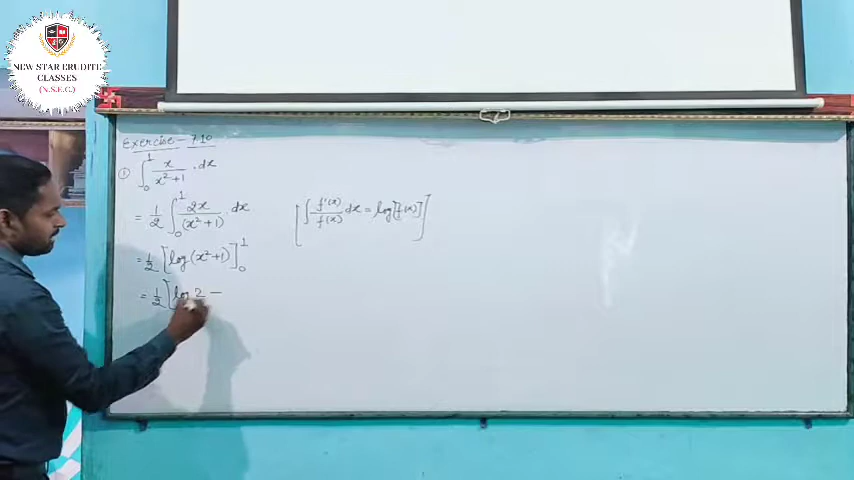 NEW STAR ERUDITE
CLASSES
(N.S.E.C.)
Exercise - 7.10
① ∫₀¹ x/(x²+1) .dx
= 1/2 ∫₀¹ 2x/(x²+1) .dx
[∫ f'(x)/f(x) dx = log[f(x)]]
= 1/2 [log(x²+1)]₀¹
= 1/2 [log 2 –